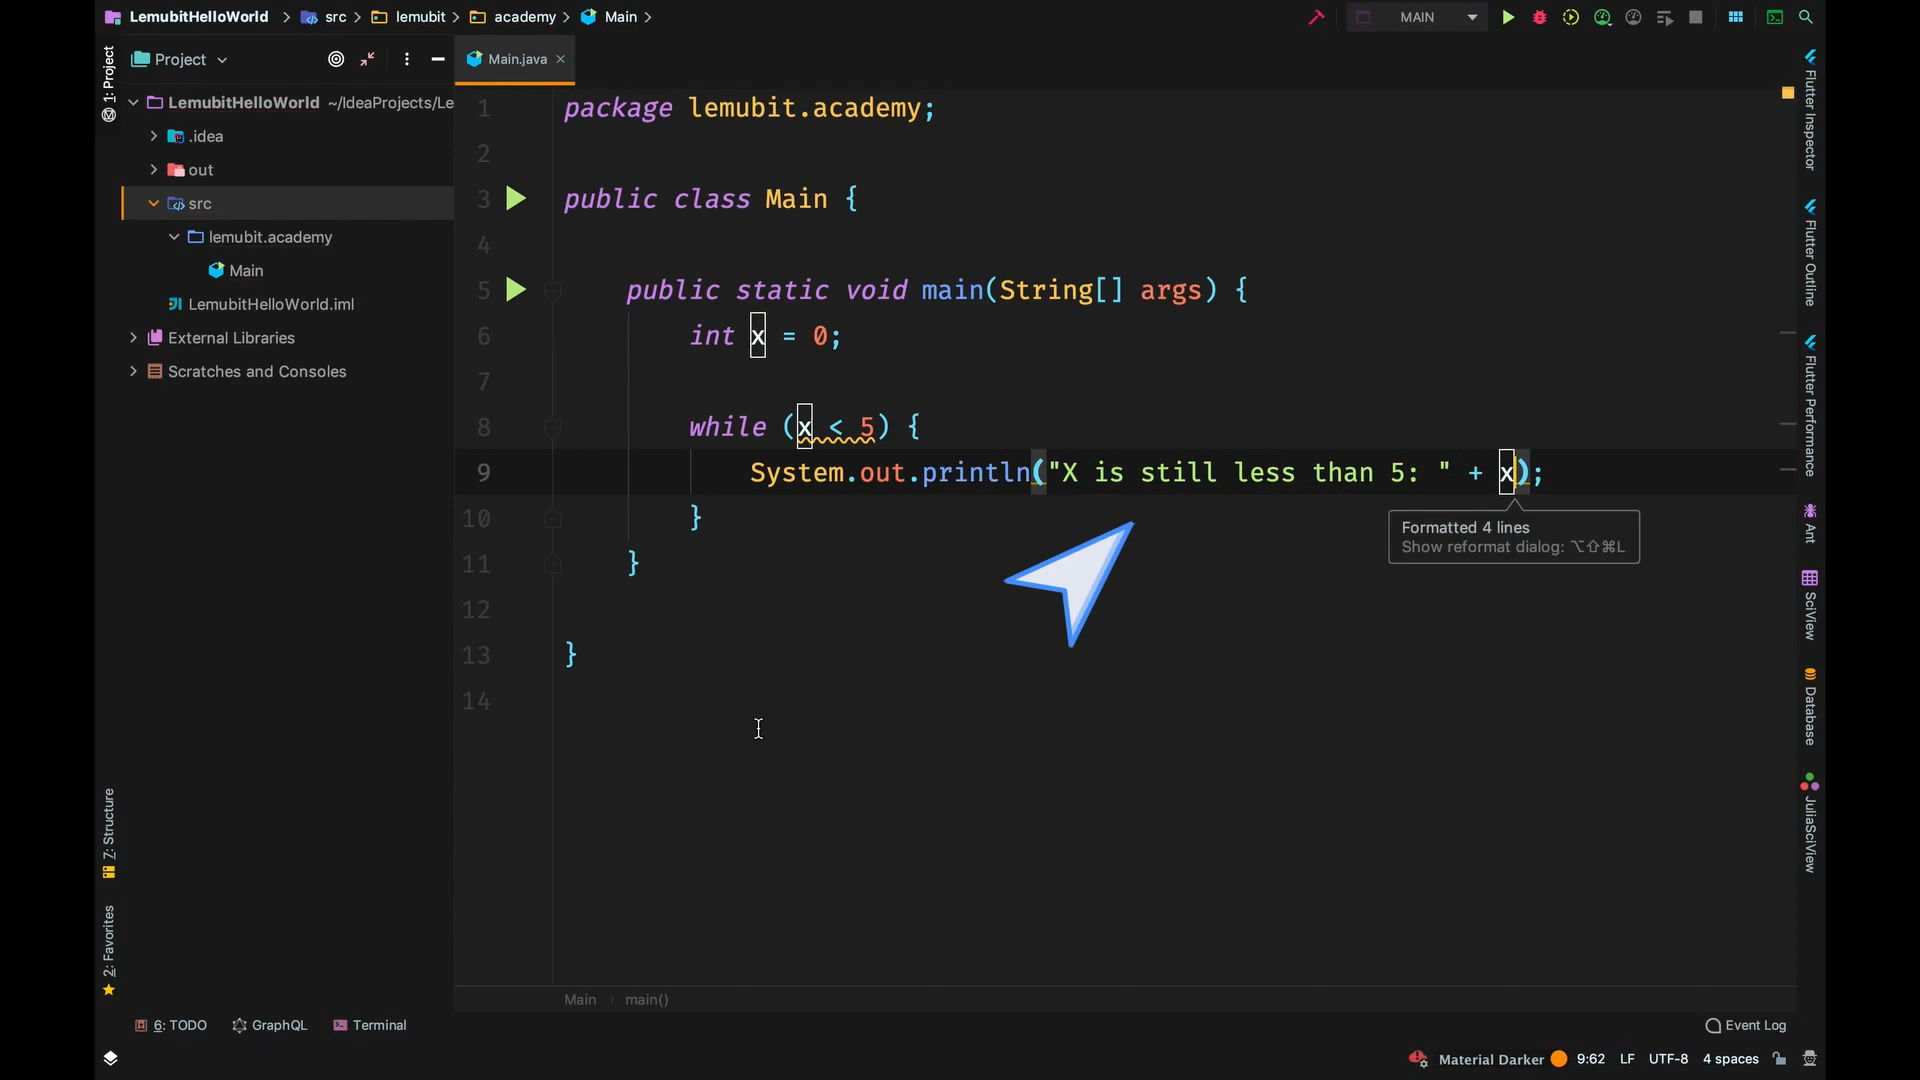 LemubitHelloWorld src lemubit academy Main MAIN
1: Project
Project
Main.java
LemubitHelloWorld ~/IdeaProjects/Le
.idea
out
src
lemubit.academy
Main
LemubitHelloWorld.iml
External Libraries
Scratches and Consoles
7: Structure
2: Favorites
1 package lemubit.academy;
2
3 public class Main {
4
5 public static void main(String[] args) {
6 int x = 0;
7
8 while (x < 5) {
9 System.out.println("X is still less than 5: " + x);
10 }
11 }
12
13 }
14
Formatted 4 lines
Show reformat dialog: ⌥⇧⌘L
Flutter Inspector
Flutter Outline
Flutter Performance
Ant
SciView
Database
JuliaSciView
Main main()
6: TODO GraphQL Terminal Event Log
Material Darker 9:62 LF UTF-8 4 spaces